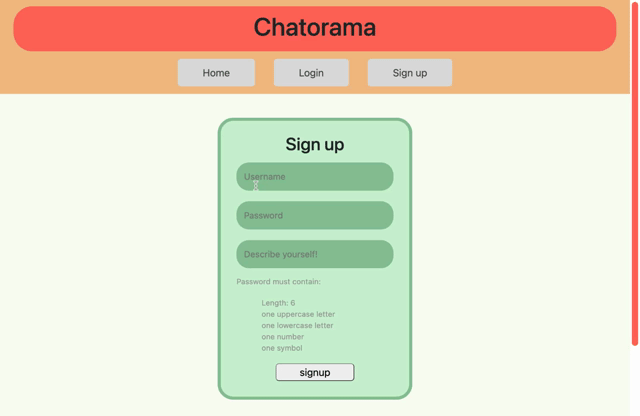 Chatorama
Home
Login
Sign up
Sign up
Username
Password
Describe yourself!
Password must contain:
Length: 6
one uppercase letter
one lowercase letter
one number
one symbol
signup